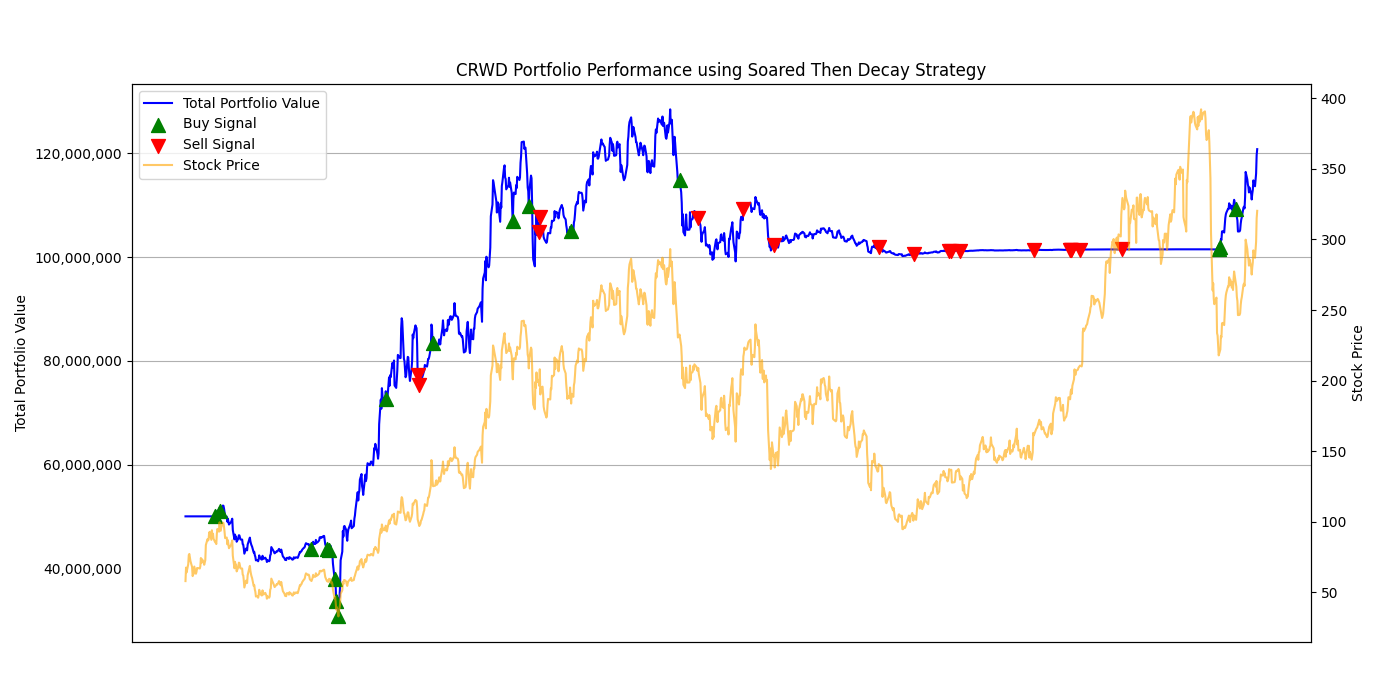 CRWD Portfolio Performance using Soared Then Decay Strategy
Total Portfolio Value
Buy Signal
Sell Signal
Stock Price
120,000,000
100,000,000
80,000,000
60,000,000
40,000,000
Total Portfolio Value
400
350
300
250
200
150
100
50
Stock Price